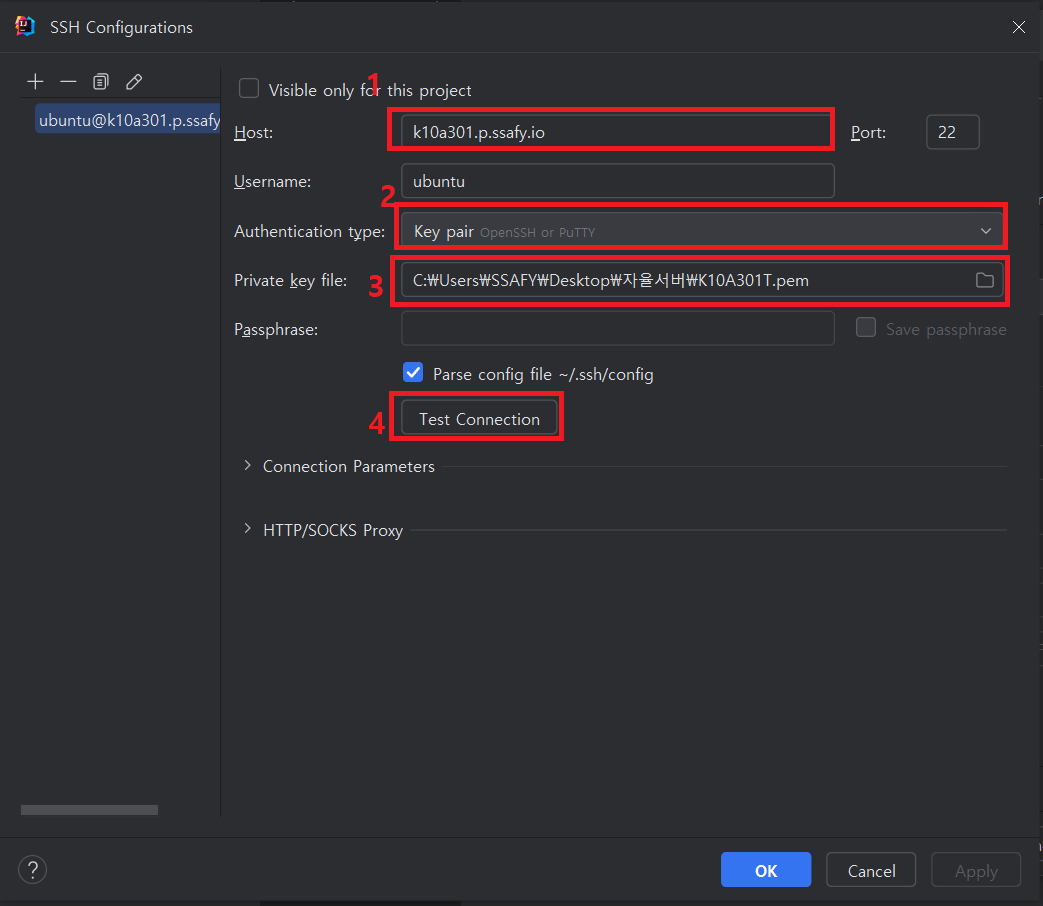 SSH Configurations
1
Visible only for this project
ubuntu@k10a301.p.ssafy
Host: k10a301.p.ssafy.io Port: 22
Username: ubuntu
2
Authentication type: Key pair OpenSSH or PuTTY
Private key file: C:₩Users₩SSAFY₩Desktop₩자율서버₩K10A301T.pem
3
Passphrase: Save passphrase
Parse config file ~/.ssh/config
4 Test Connection
Connection Parameters
HTTP/SOCKS Proxy
? OK Cancel Apply